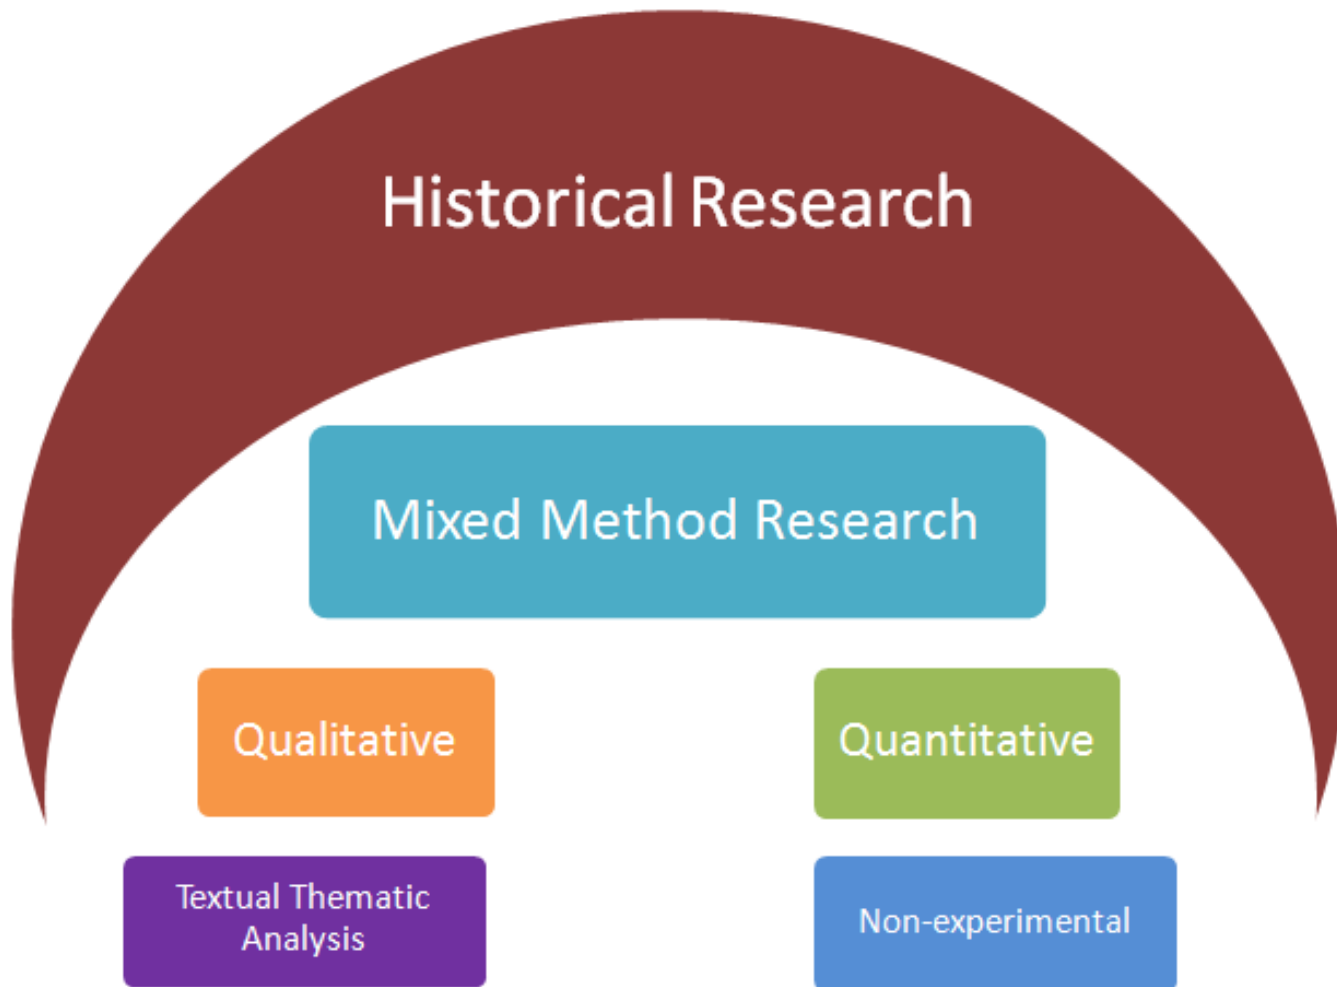 Historical Research
Mixed Method Research
Qualitative
Quantitative
Textual Thematic
Analysis
Non-experimental